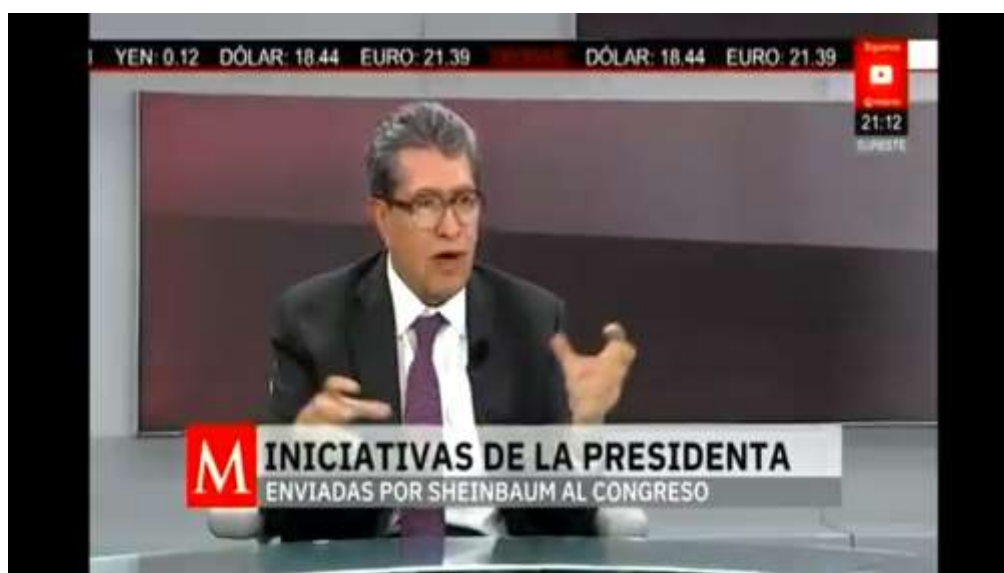 YEN: 0.12 DÓLAR: 18.44 EURO: 21.39 DÓLAR: 18.44 EURO: 21.39
21:12
SURESTE
M INICIATIVAS DE LA PRESIDENTA
ENVIADAS POR SHEINBAUM AL CONGRESO